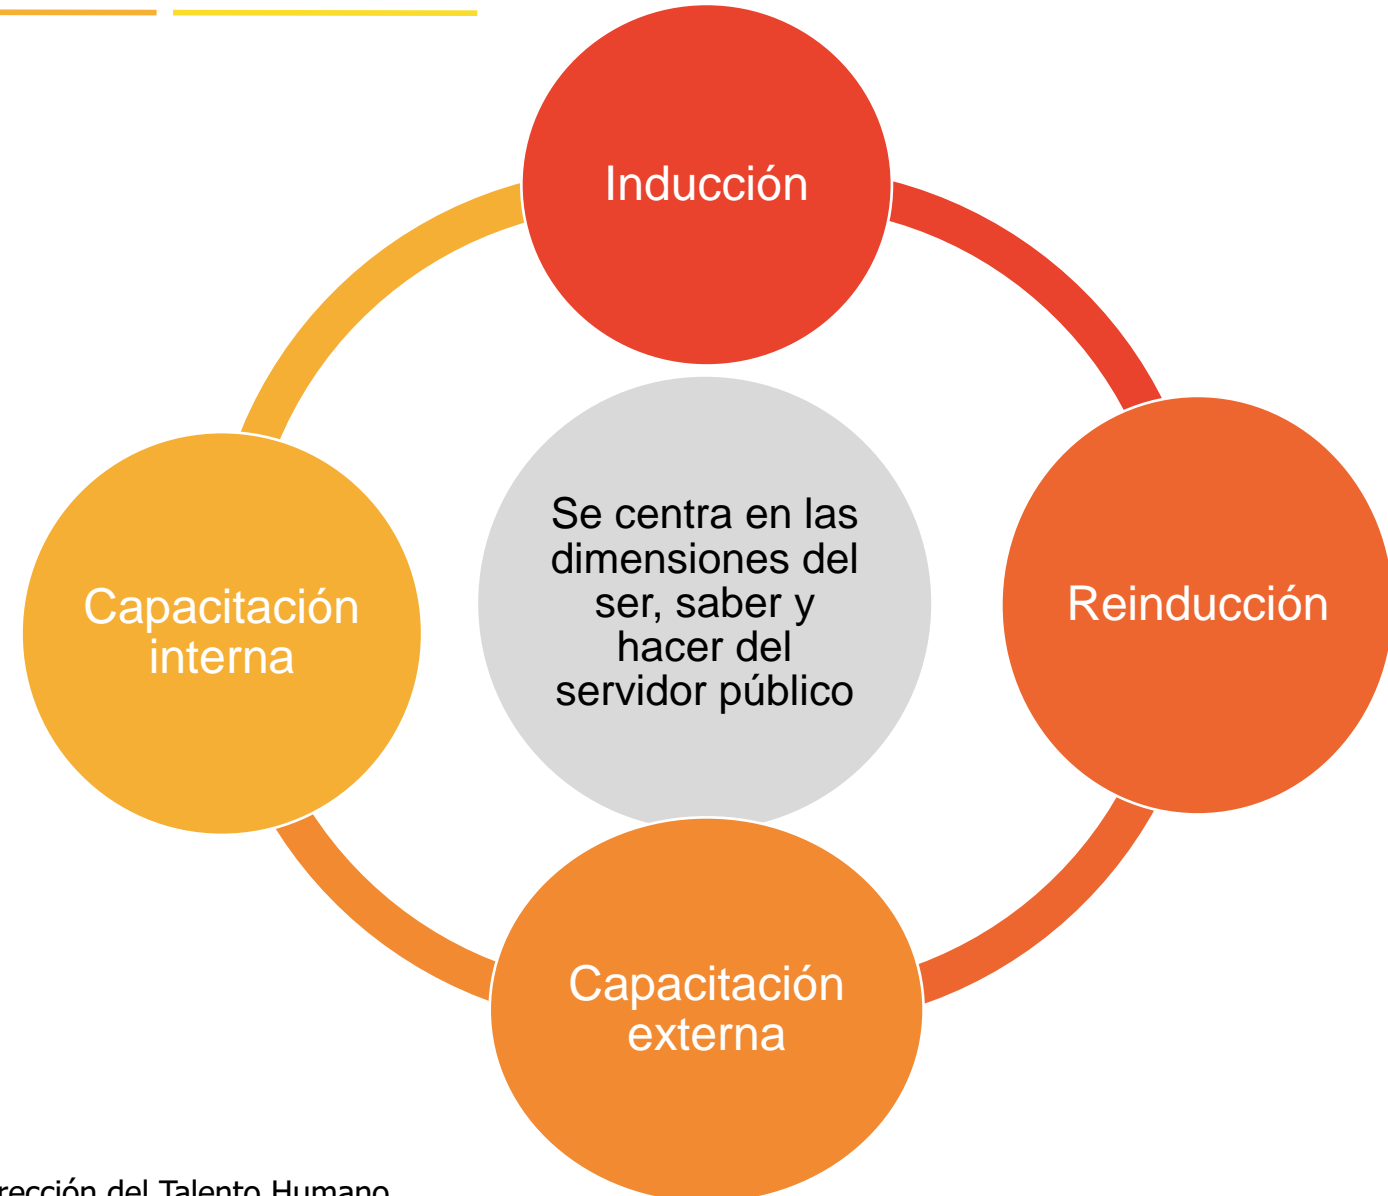 Inducción
Se centra en las
dimensiones del
ser, saber y
hacer del
servidor público
Capacitación
interna
Reinducción
Capacitación
externa
del Talento Humano